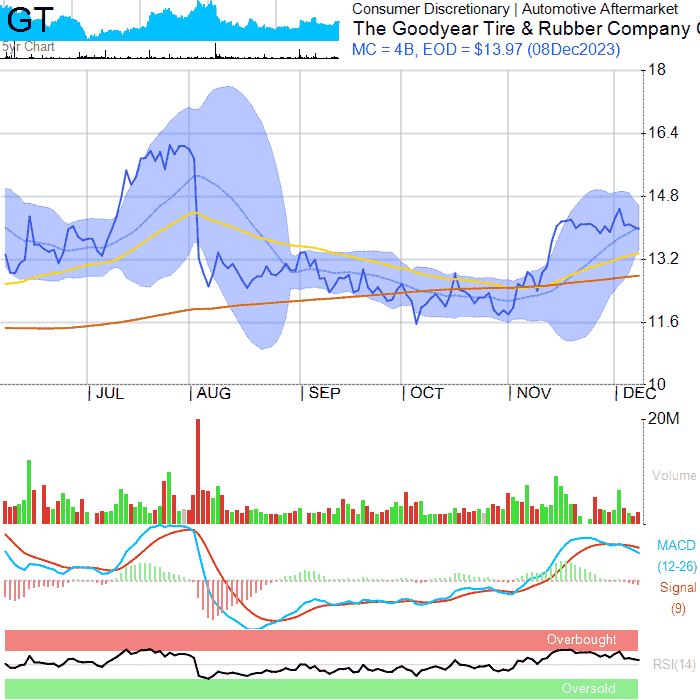 GT
5yr Chart
Consumer Discretionary | Automotive Aftermarket
The Goodyear Tire & Rubber Company
MC = 4B, EOD = $13.97 (08Dec2023)
18
16.4
14.8
13.2
11.6
10
| JUL | AUG | SEP | OCT | NOV | DEC
20M
Volume
MACD
(12-26)
Signal
(9)
Overbought
RSI(14)
Oversold